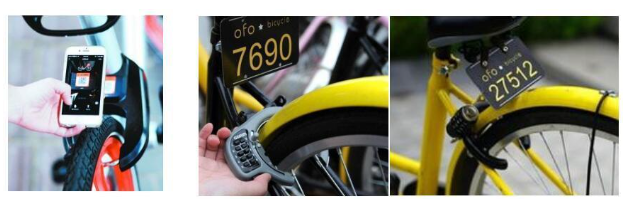 ofo ★ bicycle
7690
ofo ★ bicycle
27512